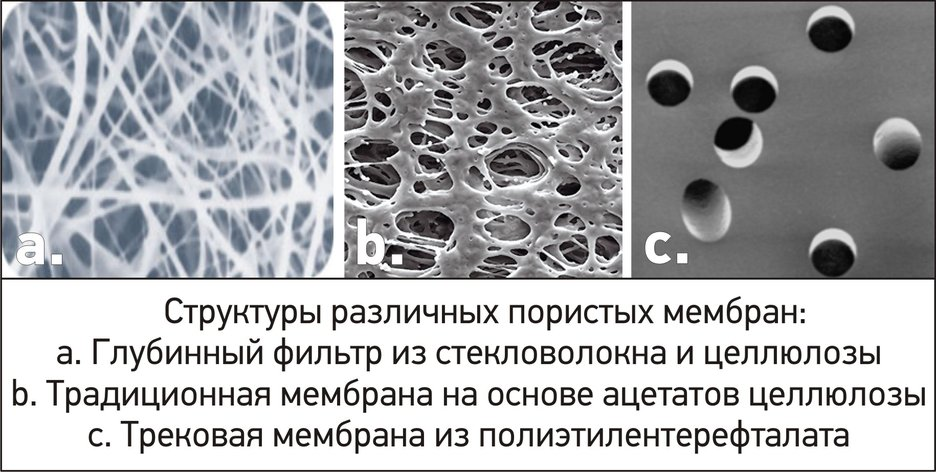 a. b. c.
Структуры различных пористых мембран:
a. Глубинный фильтр из стекловолокна и целлюлозы
b. Традиционная мембрана на основе ацетатов целлюлозы
c. Трековая мембрана из полиэтилентерефталата